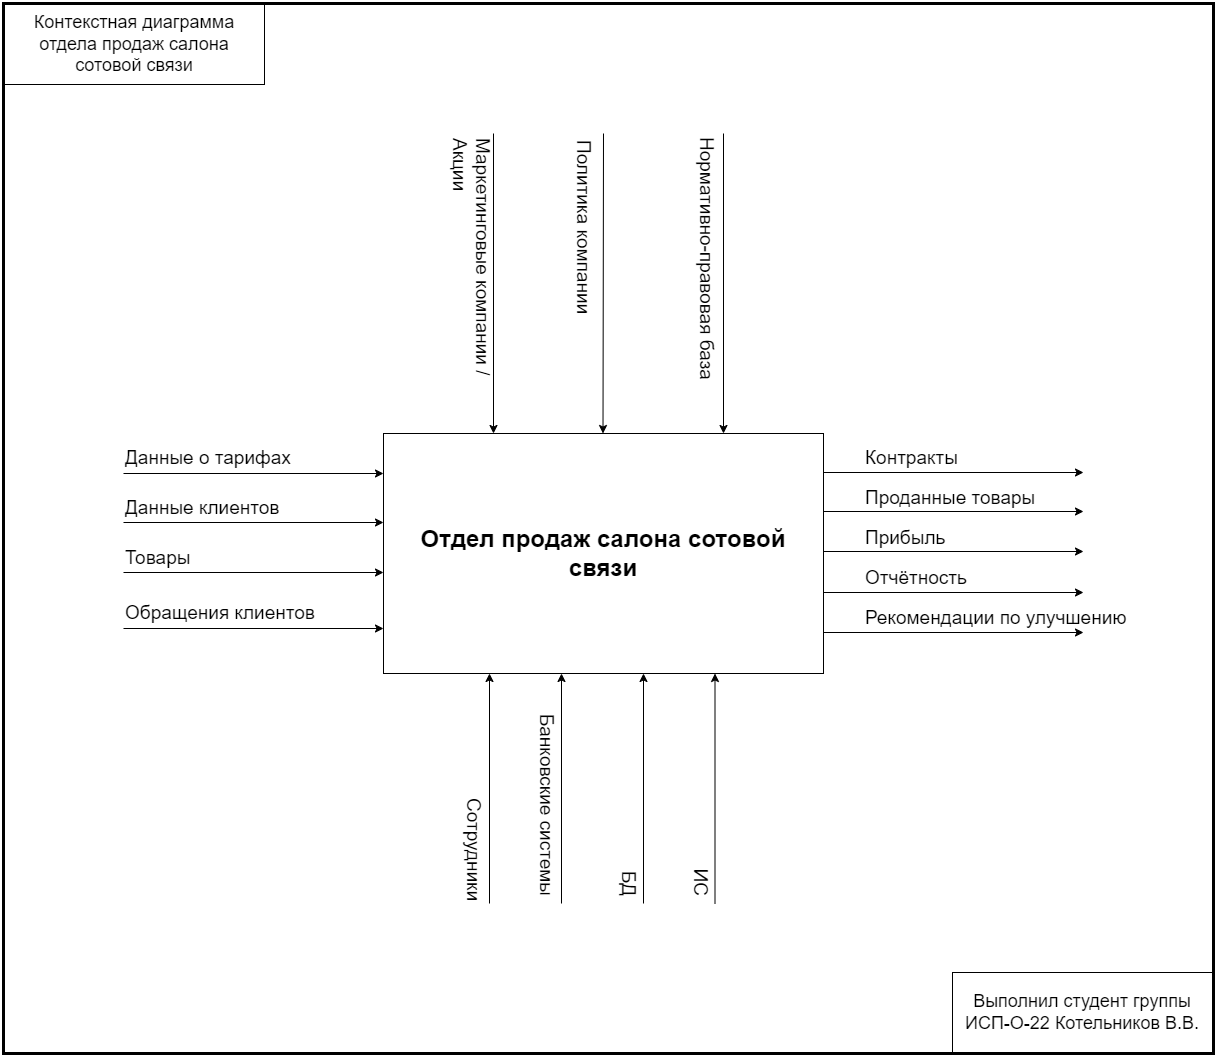 Контекстная диаграмма
отдела продаж салона
сотовой связи
Маркетинговые компании /
Акции
Политика компании
Нормативно-правовая база
Данные о тарифах
Данные клиентов
Товары
Обращения клиентов
Отдел продаж салона сотовой
связи
Контракты
Проданные товары
Прибыль
Отчётность
Рекомендации по улучшению
Сотрудники
Банковские системы
БД
ИС
Выполнил студент группы
ИСП-О-22 Котельников В.В.